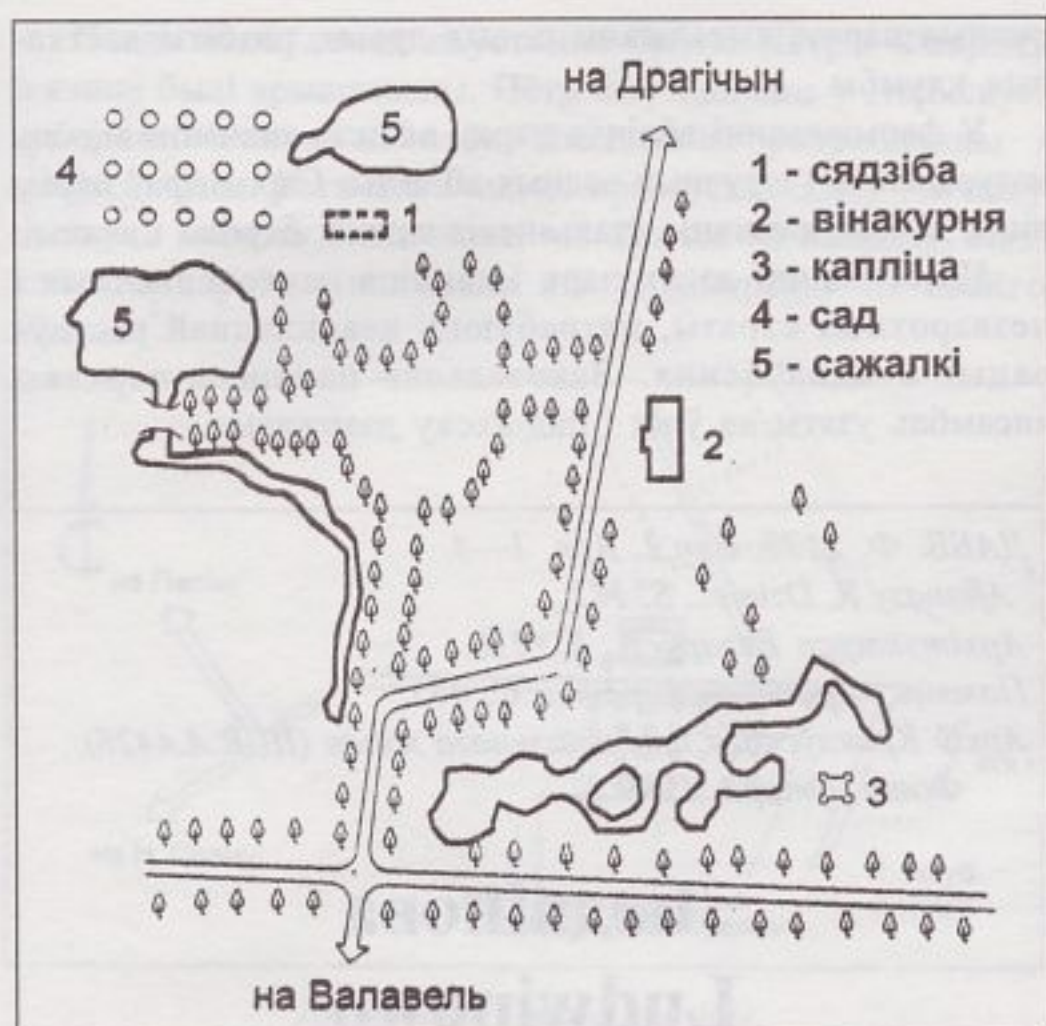 на Драгічын
1 - сядзіба
2 - вінакурня
3 - капліца
4 - сад
5 - сажалкі
5
4
1
5
2
3
на Валавель